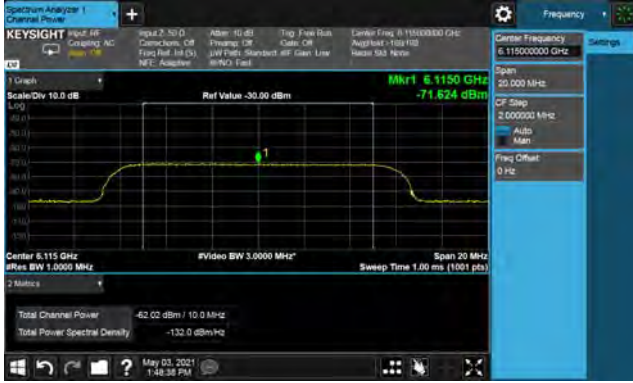 Spectrum Analyzer 1
Channel Power
Frequency
KEYSIGHT Input: RF
Coupling: AC
Input Z: 50 Ω
Corrections: Off
Freq Ref: Int (S)
NFE: Adaptive
Atten: 10 dB
Preamp: Off
µW Path: Standard
PNO: Fast
Trig: Free Run
Gate: Off
#IF Gain: Low
Center Freq: 6.115000000 GHz
Avg|Hold:>100/100
Radio Std: None
Center Frequency
6.115000000 GHz
Settings
Span
20.000 MHz
CF Step
2.000000 MHz
Auto
Man
Freq Offset
0 Hz
1 Graph
Scale/Div 10.0 dB
Ref Value -30.00 dBm
Mkr1 6.1150 GHz
-71.624 dBm
Log
1
Center 6.115 GHz
#Res BW 1.0000 MHz
#Video BW 3.0000 MHz*
Span 20 MHz
Sweep Time 1.00 ms (1001 pts)
2 Metrics
Total Channel Power -62.02 dBm / 10.0 MHz
Total Power Spectral Density -132.0 dBm/Hz
May 03, 2021
1:48:38 PM